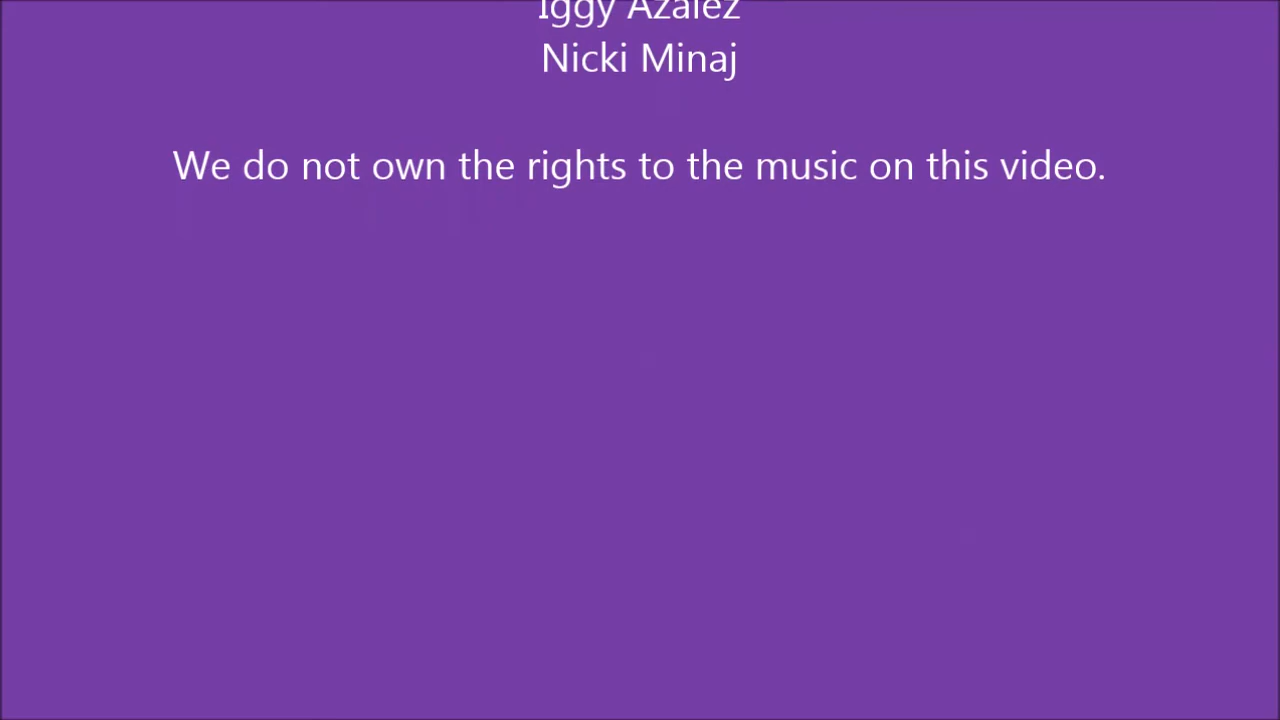 Iggy Azalez
Nicki Minaj
We do not own the rights to the music on this video.